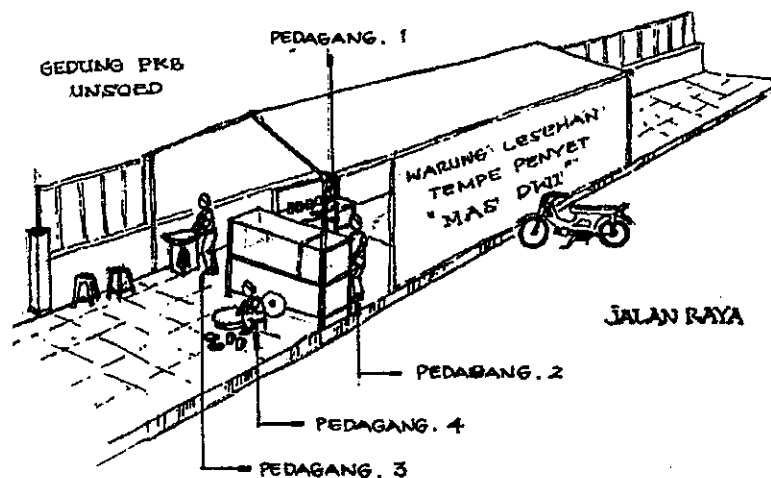 PEDAGANG. 1
GEDUNG PKB
UNSOED
WARUNG LESEHAN
TEMPE PENYET
"MAS DWI"
JALAN RAYA
PEDAGANG. 2
PEDAGANG. 4
PEDAGANG. 3